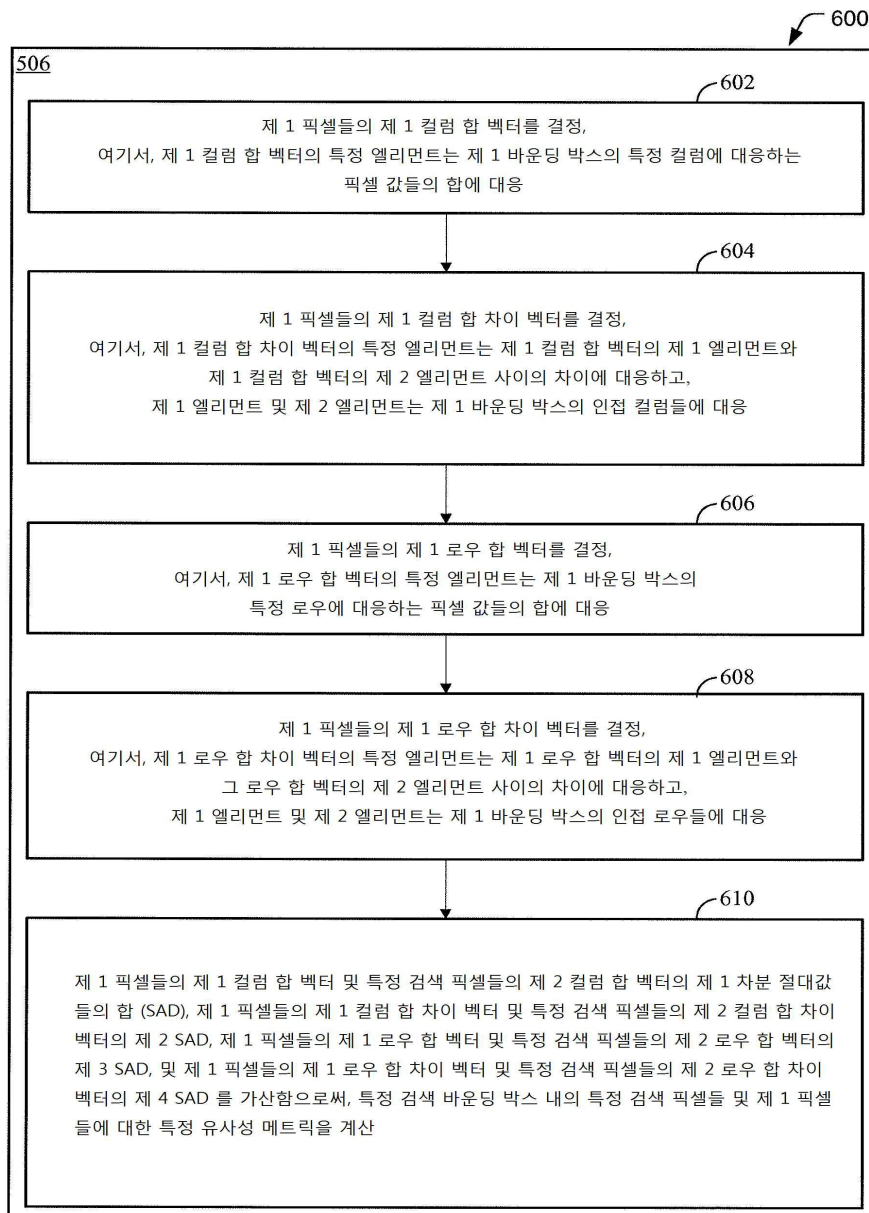 600
506
602
제 1 픽셀들의 제 1 컬럼 합 벡터를 결정,
여기서, 제 1 컬럼 합 벡터의 특정 엘리먼트는 제 1 바운딩 박스의 특정 컬럼에 대응하는
픽셀 값들의 합에 대응
604
제 1 픽셀들의 제 1 컬럼 합 차이 벡터를 결정,
여기서, 제 1 컬럼 합 차이 벡터의 특정 엘리먼트는 제 1 컬럼 합 벡터의 제 1 엘리먼트와
제 1 컬럼 합 벡터의 제 2 엘리먼트 사이의 차이에 대응하고,
제 1 엘리먼트 및 제 2 엘리먼트는 제 1 바운딩 박스의 인접 컬럼들에 대응
606
제 1 픽셀들의 제 1 로우 합 벡터를 결정,
여기서, 제 1 로우 합 벡터의 특정 엘리먼트는 제 1 바운딩 박스의
특정 로우에 대응하는 픽셀 값들의 합에 대응
608
제 1 픽셀들의 제 1 로우 합 차이 벡터를 결정,
여기서, 제 1 로우 합 차이 벡터의 특정 엘리먼트는 제 1 로우 합 벡터의 제 1 엘리먼트와
그 로우 합 벡터의 제 2 엘리먼트 사이의 차이에 대응하고,
제 1 엘리먼트 및 제 2 엘리먼트는 제 1 바운딩 박스의 인접 로우들에 대응
610
제 1 픽셀들의 제 1 컬럼 합 벡터 및 특정 검색 픽셀들의 제 2 컬럼 합 벡터의 제 1 차분 절대값
들의 합 (SAD), 제 1 픽셀들의 제 1 컬럼 합 차이 벡터 및 특정 검색 픽셀들의 제 2 컬럼 합 차이
벡터의 제 2 SAD, 제 1 픽셀들의 제 1 로우 합 벡터 및 특정 검색 픽셀들의 제 2 로우 합 벡터의
제 3 SAD, 및 제 1 픽셀들의 제 1 로우 합 차이 벡터 및 특정 검색 픽셀들의 제 2 로우 합 차이
벡터의 제 4 SAD 를 가산함으로써, 특정 검색 바운딩 박스 내의 특정 검색 픽셀들 및 제 1 픽셀
들에 대한 특정 유사성 메트릭을 계산